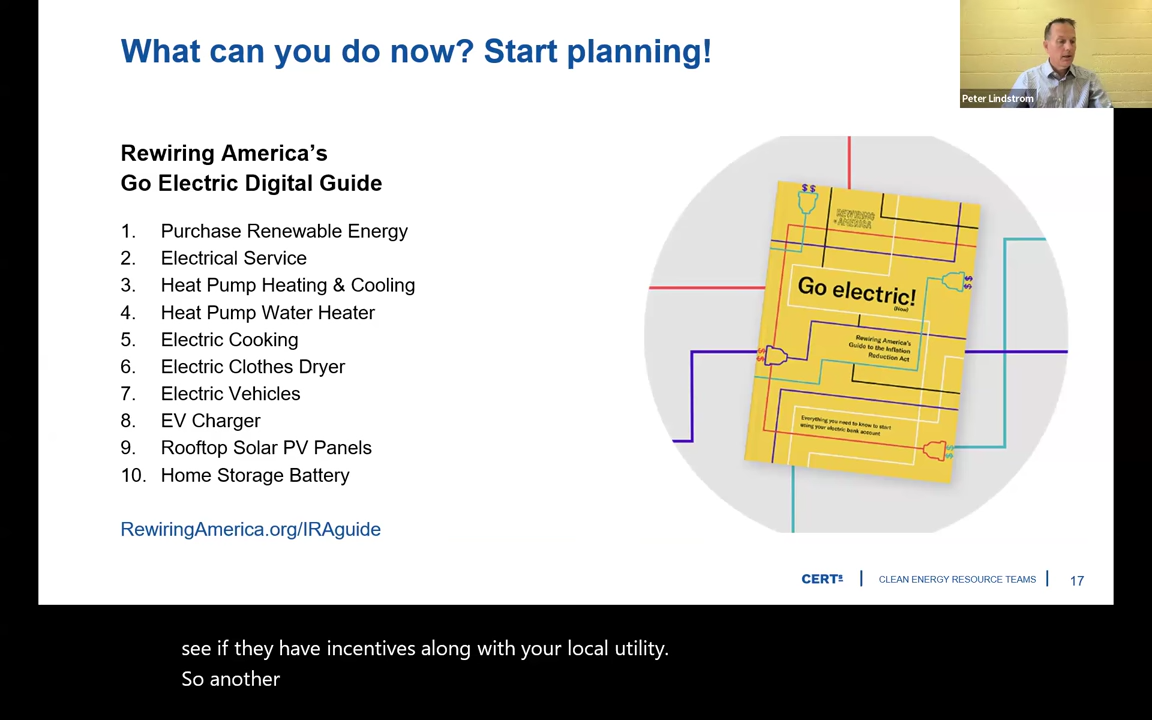 What can you do now? Start planning!
Peter Lindstrom
Rewiring America’s
Go Electric Digital Guide
1. Purchase Renewable Energy
2. Electrical Service
3. Heat Pump Heating & Cooling
4. Heat Pump Water Heater
5. Electric Cooking
6. Electric Clothes Dryer
7. Electric Vehicles
8. EV Charger
9. Rooftop Solar PV Panels
10. Home Storage Battery
RewiringAmerica.org/IRAguide
$ $
REWIRING
AMERICA
$ $
Go electric!
(Now)
Rewiring America's
Guide to the Inflation
Reduction Act
$ $
Everything you need to know to start
using your electric bank account
$ $
CERTs
CLEAN ENERGY RESOURCE TEAMS
17
see if they have incentives along with your local utility.
So another